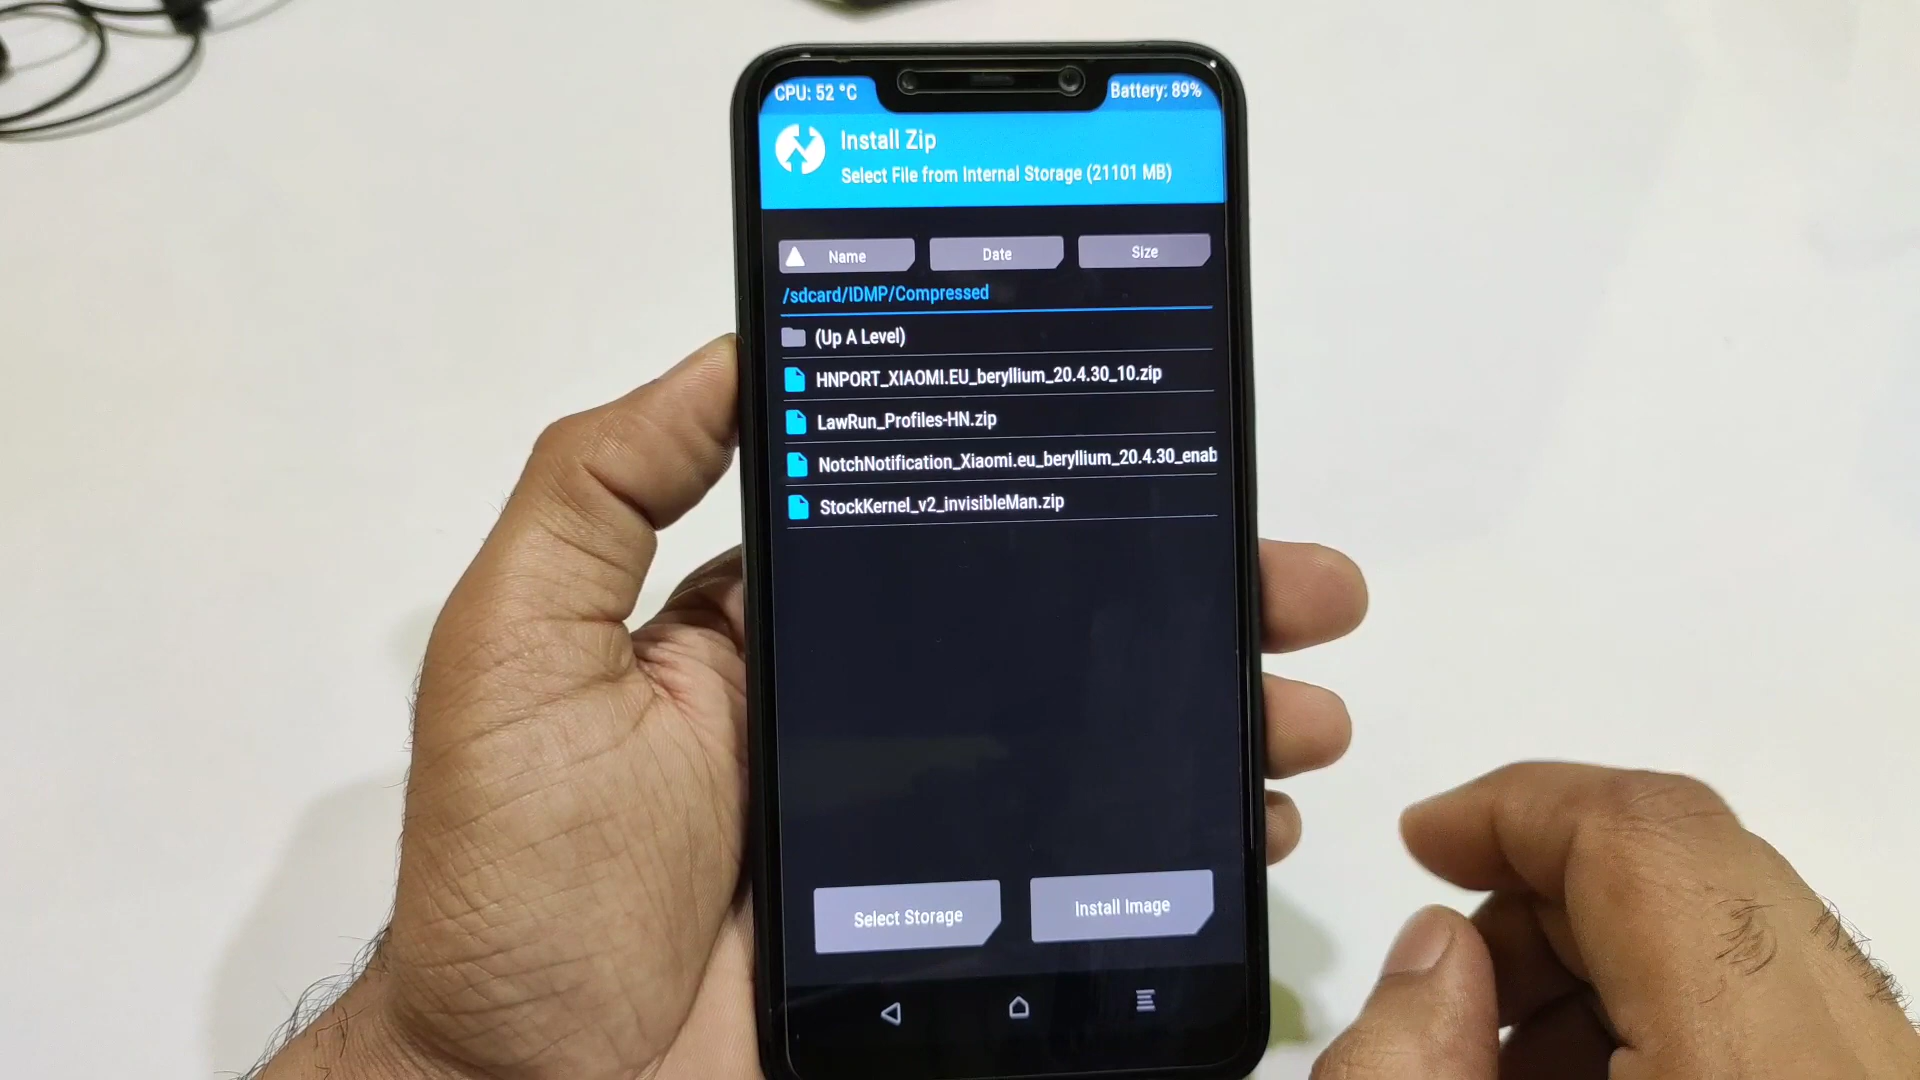 CPU: 52 °C
Battery: 89%
Install Zip
Select File from Internal Storage (21101 MB)
Name
Date
Size
/sdcard/IDMP/Compressed
(Up A Level)
HNPORT_XIAOMI.EU_beryllium_20.4.30_10.zip
LawRun_Profiles-HN.zip
NotchNotification_Xiaomi.eu_beryllium_20.4.30_enab
StockKernel_v2_invisibleMan.zip
Select Storage
Install Image